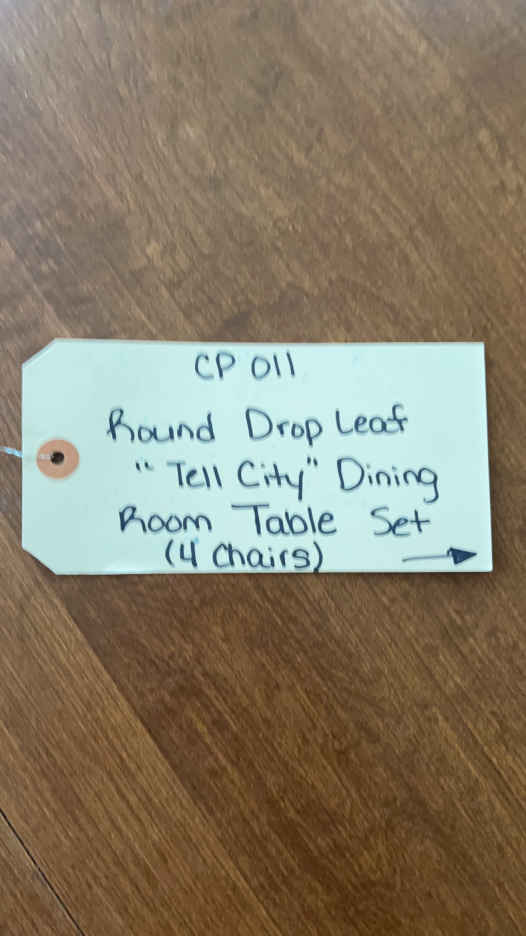 CP 011
Round Drop Leaf
"Tell City" Dining
Room Table Set
(4 Chairs)